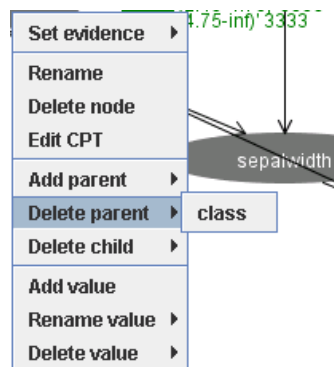 4.75-inf)' 3333
Set evidence
Rename
Delete node
Edit CPT
sepalwidth
Add parent
Delete parent
class
Delete child
Add value
Rename value
Delete value